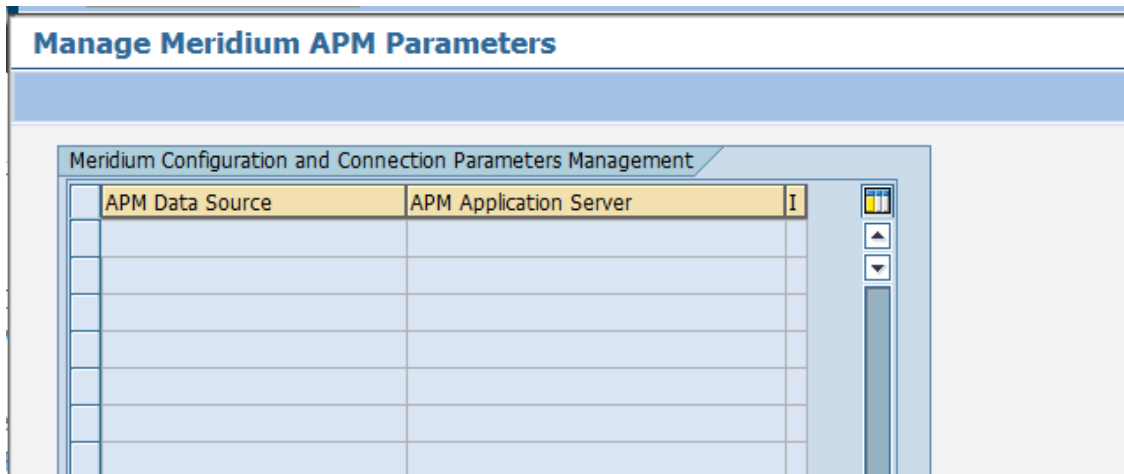 Manage Meridium APM Parameters
Meridium Configuration and Connection Parameters Management
APM Data Source APM Application Server I